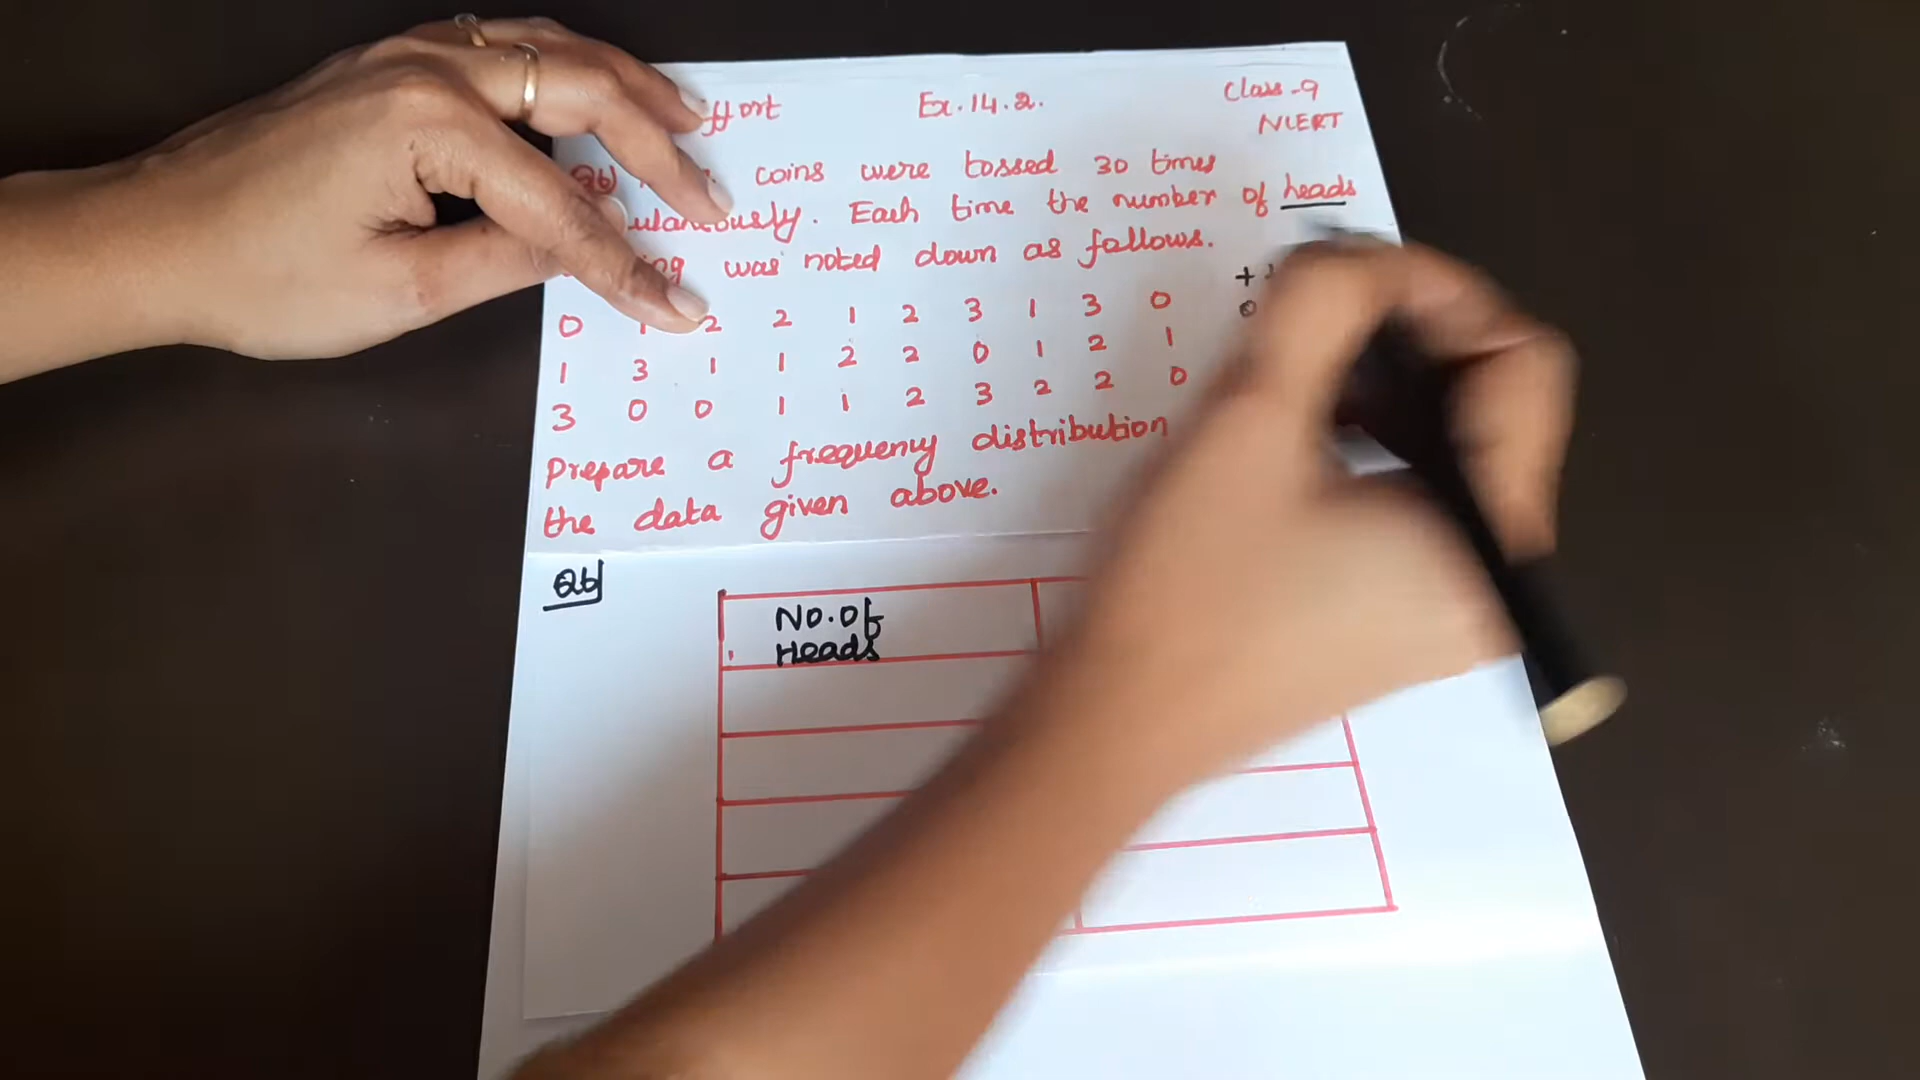 Ex.14.2.
Class-9
NCERT
Q6) coins were tossed 30 times
Each time the number of heads
was noted down as follows.
0 1 2 2 1 2 3 1 3 0
1 3 1 1 2 2 0 1 2 1
3 0 0 1 1 2 3 2 2 0
Prepare a frequency distribution
the data given above.
Q6
No.of
Heads